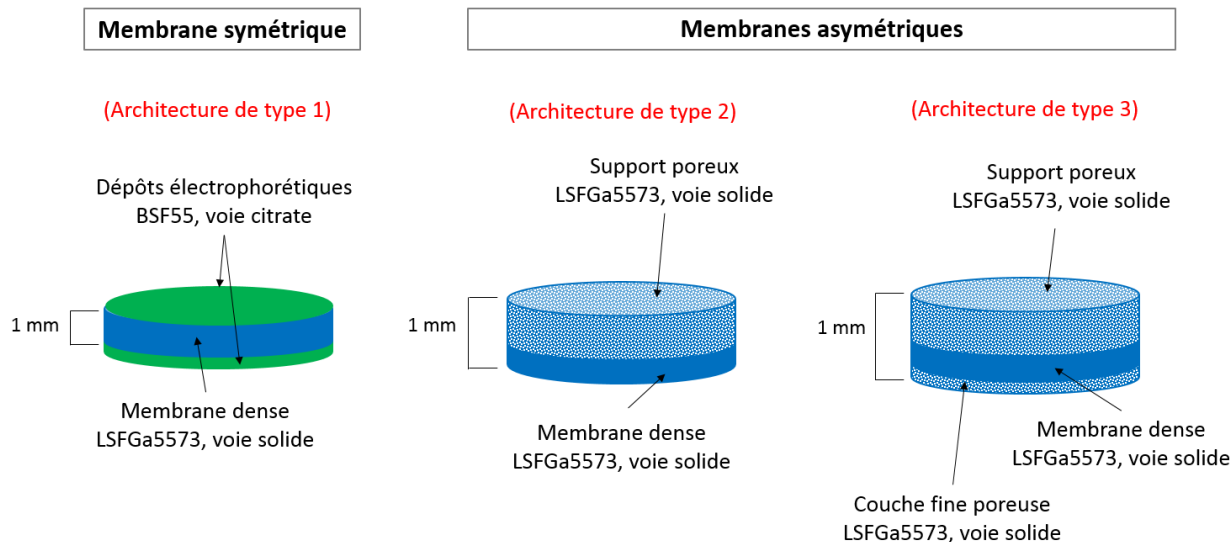 Membrane symétrique
Membranes asymétriques
(Architecture de type 1)
(Architecture de type 2)
(Architecture de type 3)
Dépôts électrophorétiques
BSF55, voie citrate
Support poreux
LSFGa5573, voie solide
Support poreux
LSFGa5573, voie solide
1 mm
1 mm
1 mm
Membrane dense
LSFGa5573, voie solide
Membrane dense
LSFGa5573, voie solide
Membrane dense
LSFGa5573, voie solide
Couche fine poreuse
LSFGa5573, voie solide